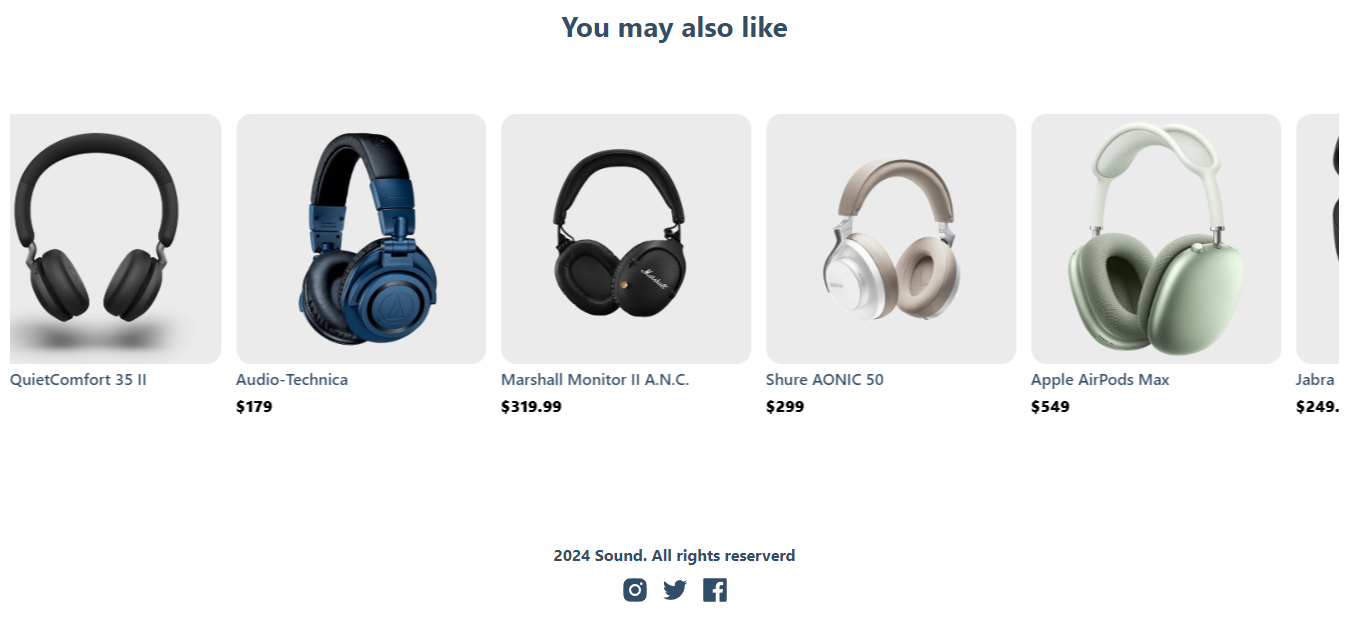 You may also like
Marshall
QuietComfort 35 II
Audio-Technica
Marshall Monitor II A.N.C.
Shure AONIC 50
Apple AirPods Max
Jabra
$179
$319.99
$299
$549
$249.
2024 Sound. All rights reserverd